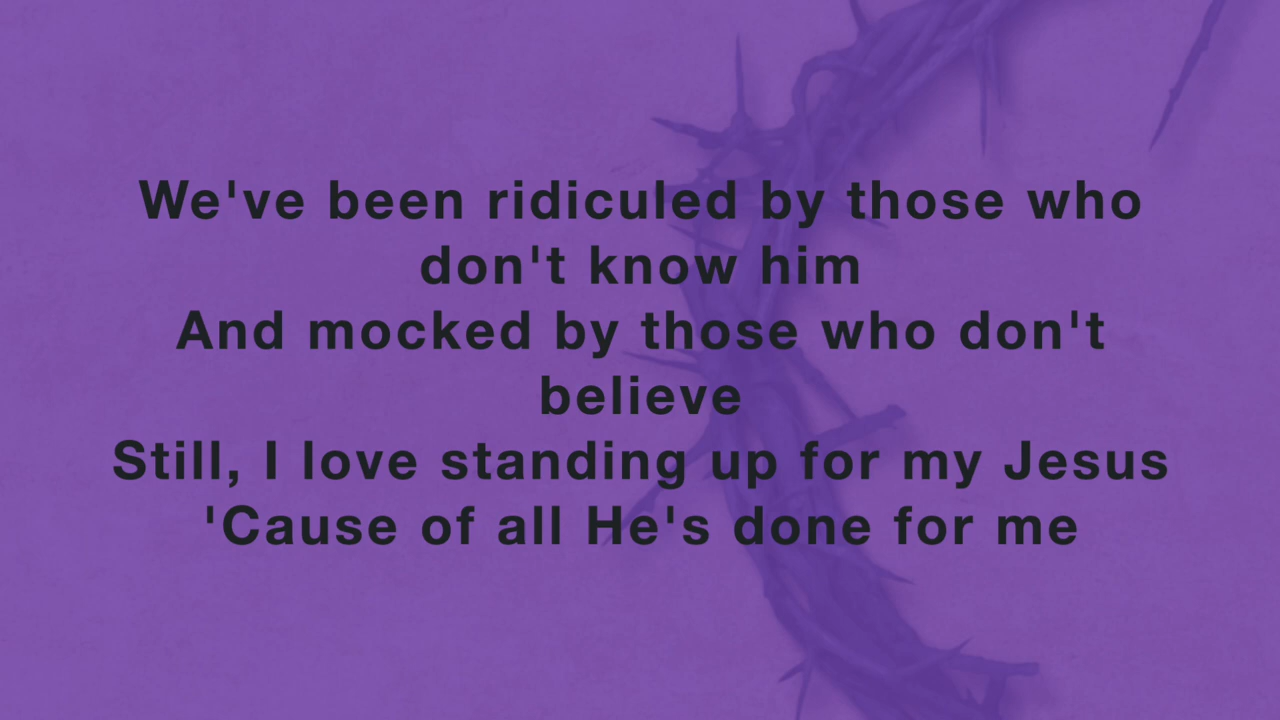 We've been ridiculed by those who
don't know him
And mocked by those who don't
believe
Still, I love standing up for my Jesus
'Cause of all He's done for me